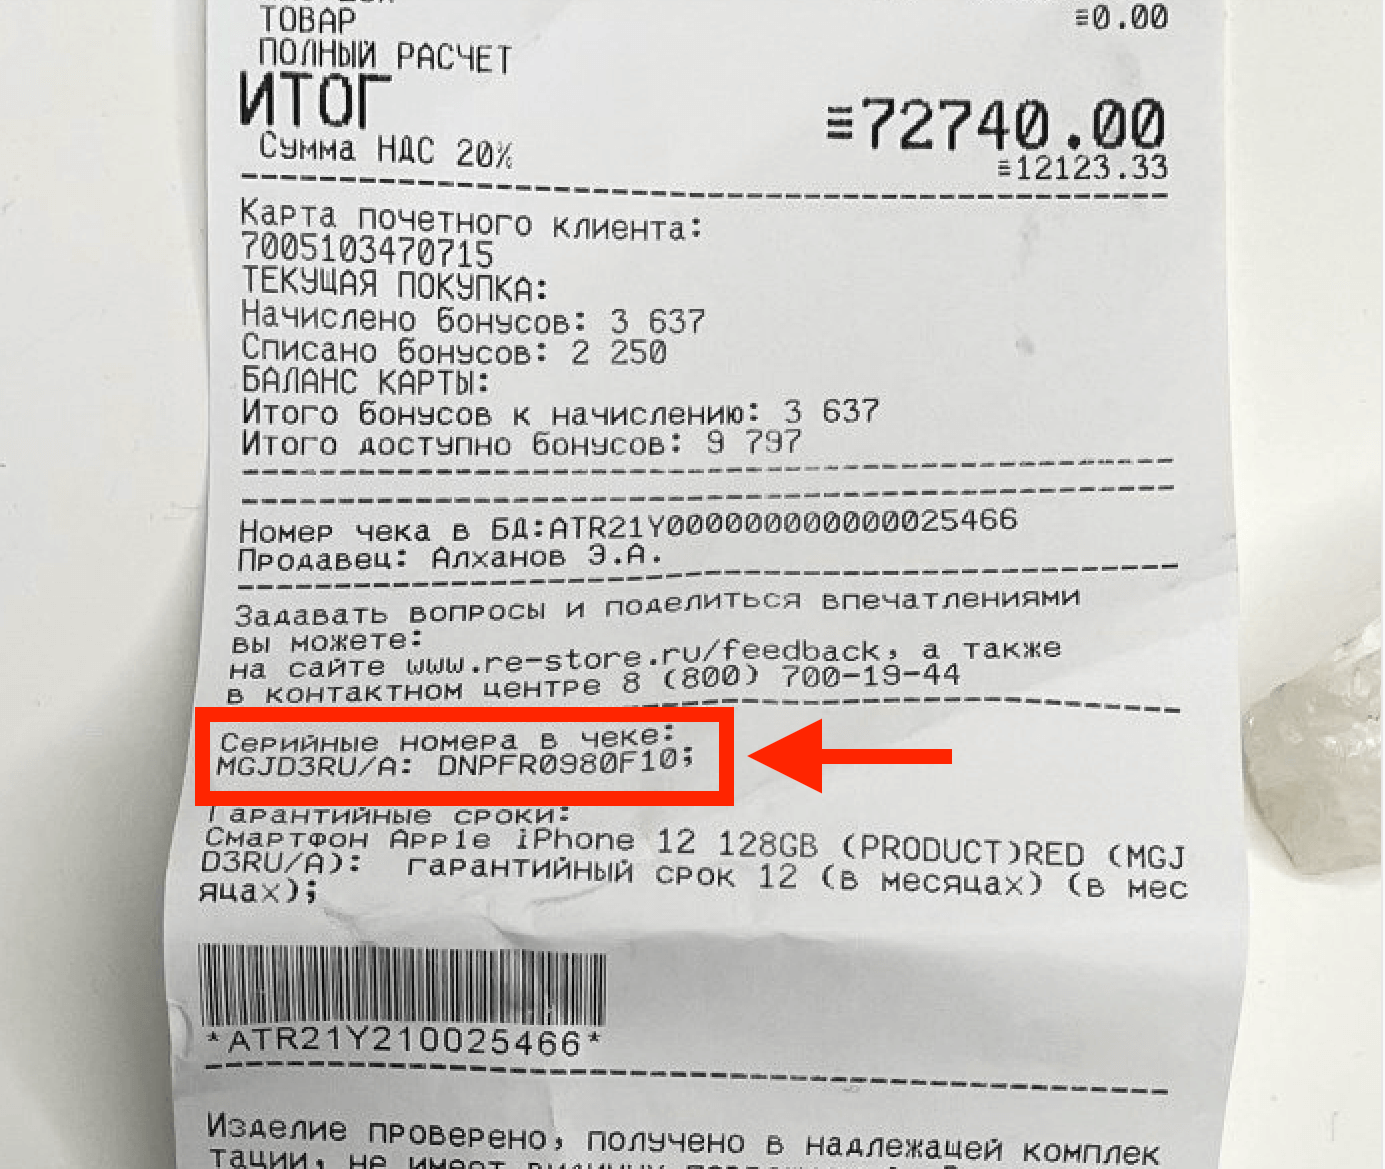 ТОВАР
≡0.00
ПОЛНЫЙ РАСЧЕТ
ИТОГ
≡72740.00
Сумма НДС 20%
≡12123.33
Карта почетного клиента:
7005103470715
ТЕКУЩАЯ ПОКУПКА:
Начислено бонусов: 3 637
Списано бонусов: 2 250
БАЛАНС КАРТЫ:
Итого бонусов к начислению: 3 637
Итого доступно бонусов: 9 797
Номер чека в БД:ATR21Y000000000000025466
Продавец: Алханов Э.А.
Задавать вопросы и поделиться впечатлениями
вы можете:
на сайте www.re-store.ru/feedback, а также
в контактном центре 8 (800) 700-19-44
Серийные номера в чеке:
MGJD3RU/A: DNPFR0980F10;
Гарантийные сроки:
Смартфон Apple iPhone 12 128GB (PRODUCT)RED (MGJ
D3RU/A): гарантийный срок 12 (в месяцах) (в мес
яцах);
*ATR21Y210025466*
Изделие проверено, получено в надлежащей комплек
тации, не имеет